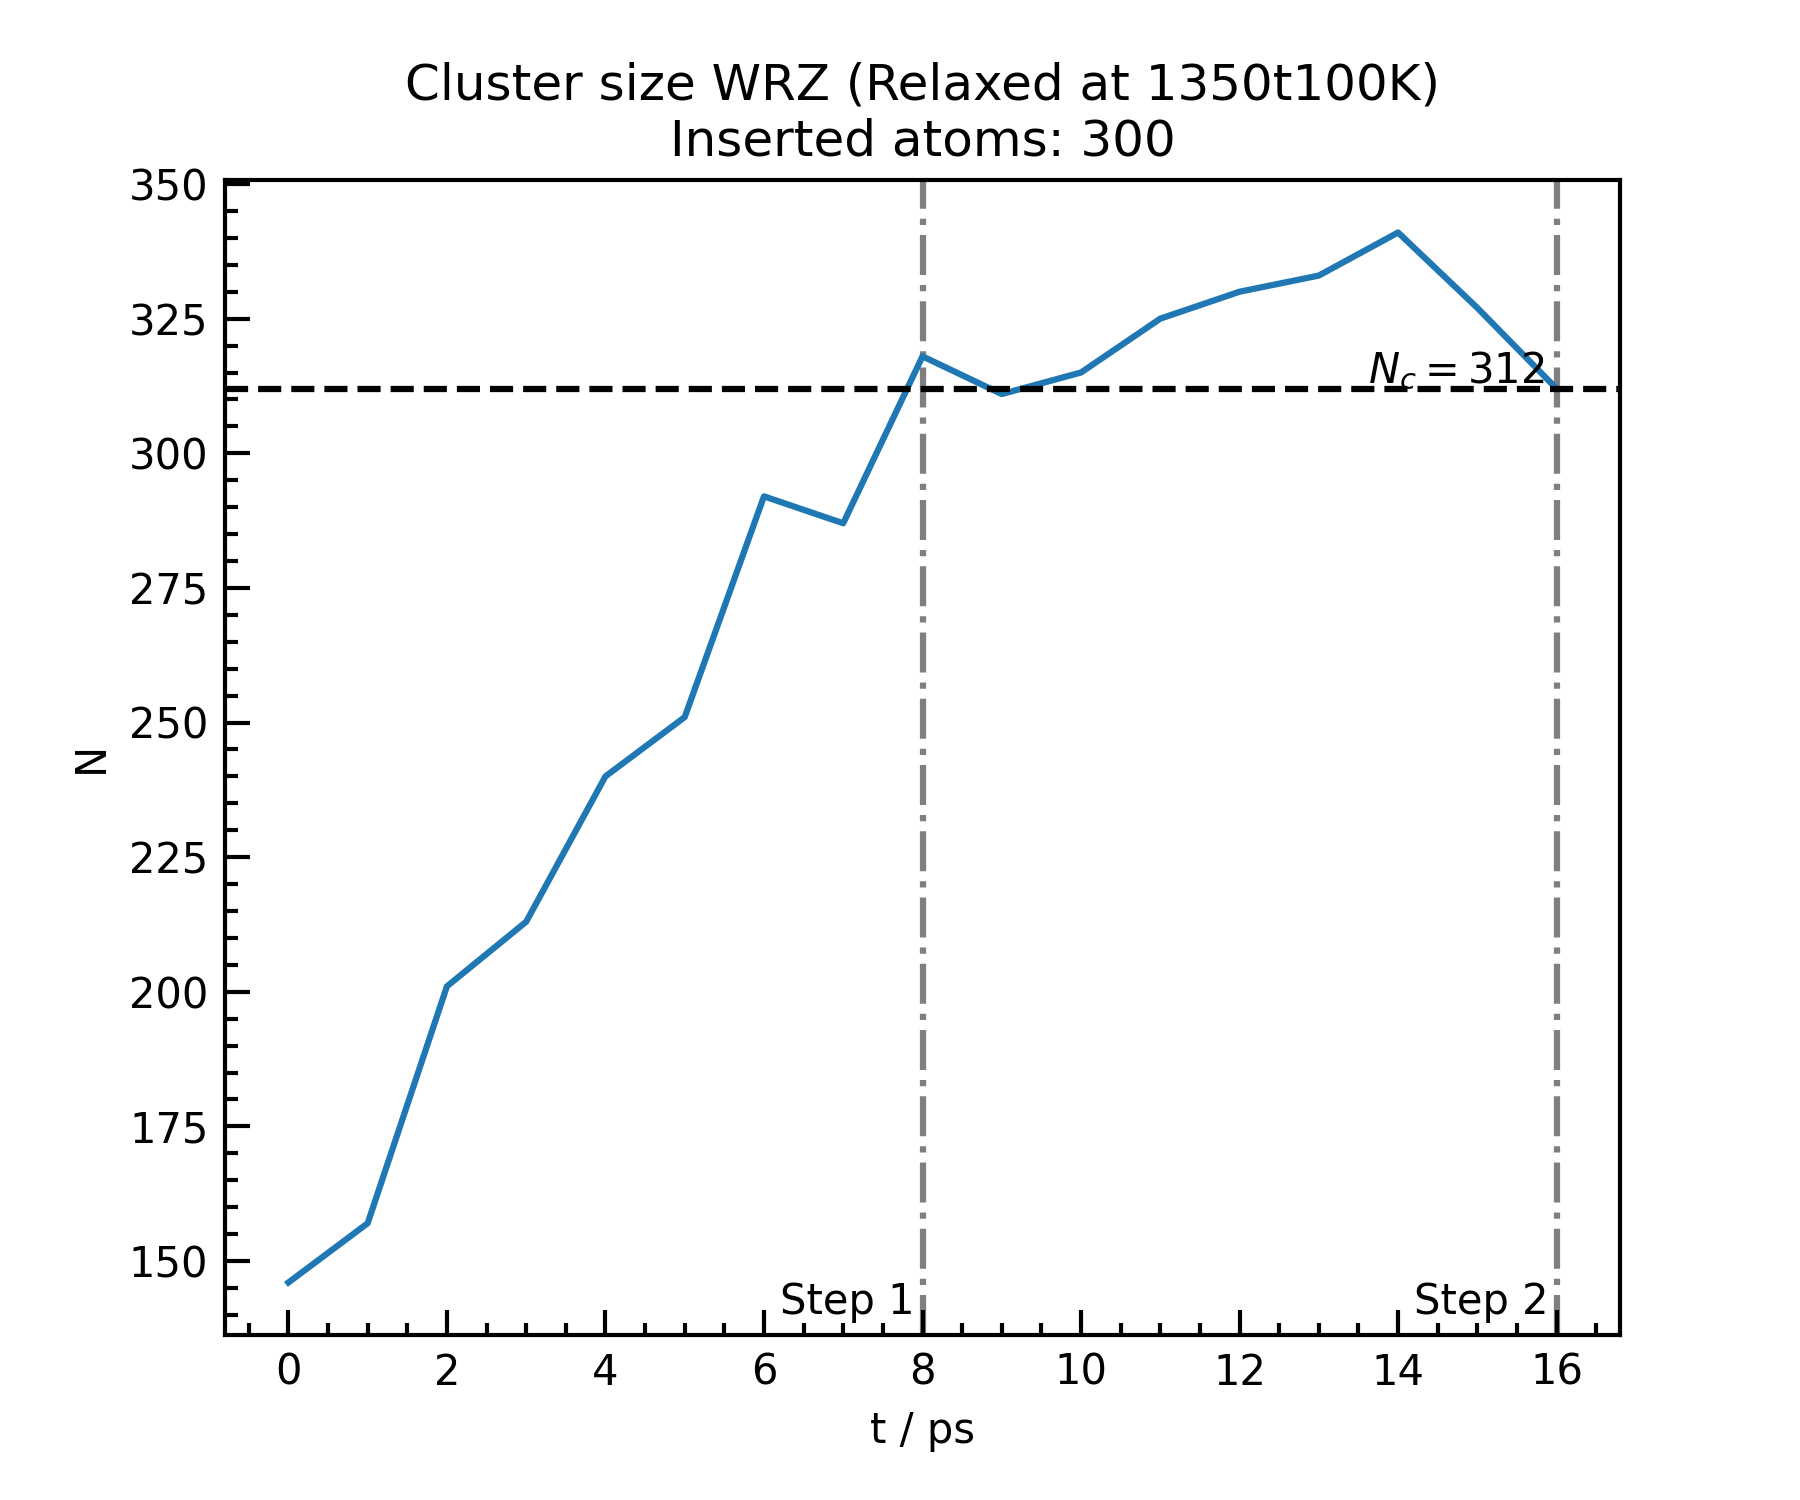 Cluster size WRZ (Relaxed at 1350t100K)
Inserted atoms: 300
350
325
300
275
250
225
200
175
150
N
N_c = 312
Step 1
Step 2
0 2 4 6 8 10 12 14 16
t / ps